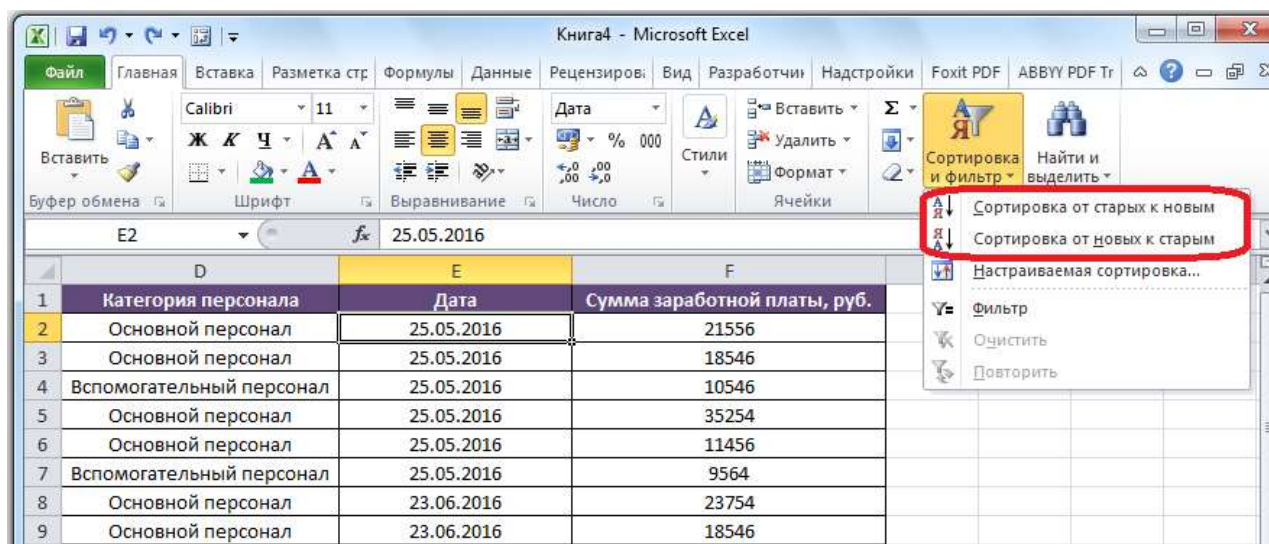 Книга4 - Microsoft Excel
Файл Главная Вставка Разметка стр Формулы Данные Рецензирова Вид Разработчик Надстройки Foxit PDF ABBYY PDF Tr
Calibri 11 Дата Вставить Σ
Ж К Ч А А % 000 Стили Удалить Сортировка и фильтр Найти и выделить
Вставить Формат
Буфер обмена Шрифт Выравнивание Число Ячейки
Сортировка от старых к новым
Сортировка от новых к старым
Настраиваемая сортировка...
Фильтр
Очистить
Повторить
E2 fx 25.05.2016
D E F
1 Категория персонала Дата Сумма заработной платы, руб.
2 Основной персонал 25.05.2016 21556
3 Основной персонал 25.05.2016 18546
4 Вспомогательный персонал 25.05.2016 10546
5 Основной персонал 25.05.2016 35254
6 Основной персонал 25.05.2016 11456
7 Вспомогательный персонал 25.05.2016 9564
8 Основной персонал 23.06.2016 23754
9 Основной персонал 23.06.2016 18546